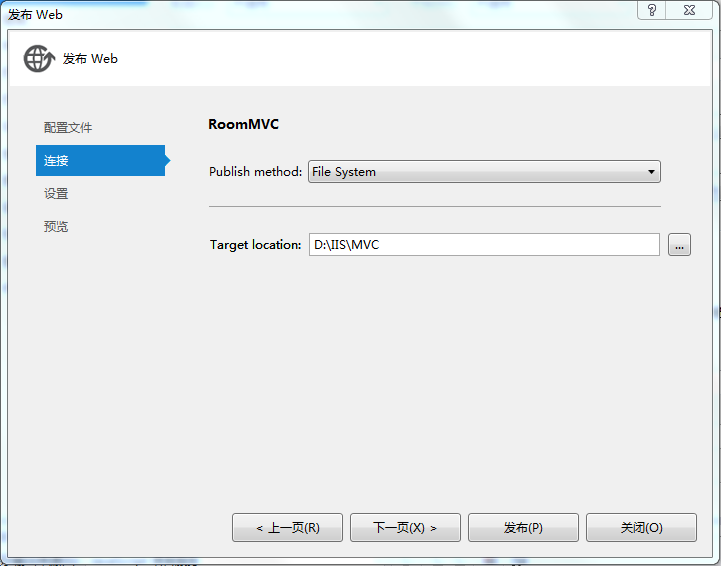 发布 Web
?
发布 Web
配置文件
连接
设置
预览
RoomMVC
Publish method: File System
Target location: D:\IIS\MVC ...
< 上一页(R) 下一页(X) > 发布(P) 关闭(O)